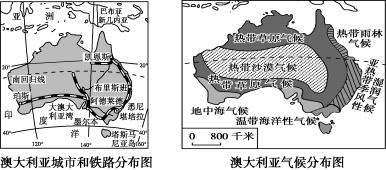 亚 洲
巴布亚
新几内亚
凯恩斯
20°
南回归线
珀斯
布里斯班
阿德莱德
大澳大
利亚湾
悉尼
堪培拉
墨尔本
印 度 洋
塔斯马
尼亚岛
120° 140° 160°
澳大利亚城市和铁路分布图
热带雨林
气候
热带草原气候
20°
热带沙漠气候
热带草原气候
亚热带季风性湿润气候
地中海气候
温带海洋性气候
0 800千米
澳大利亚气候分布图